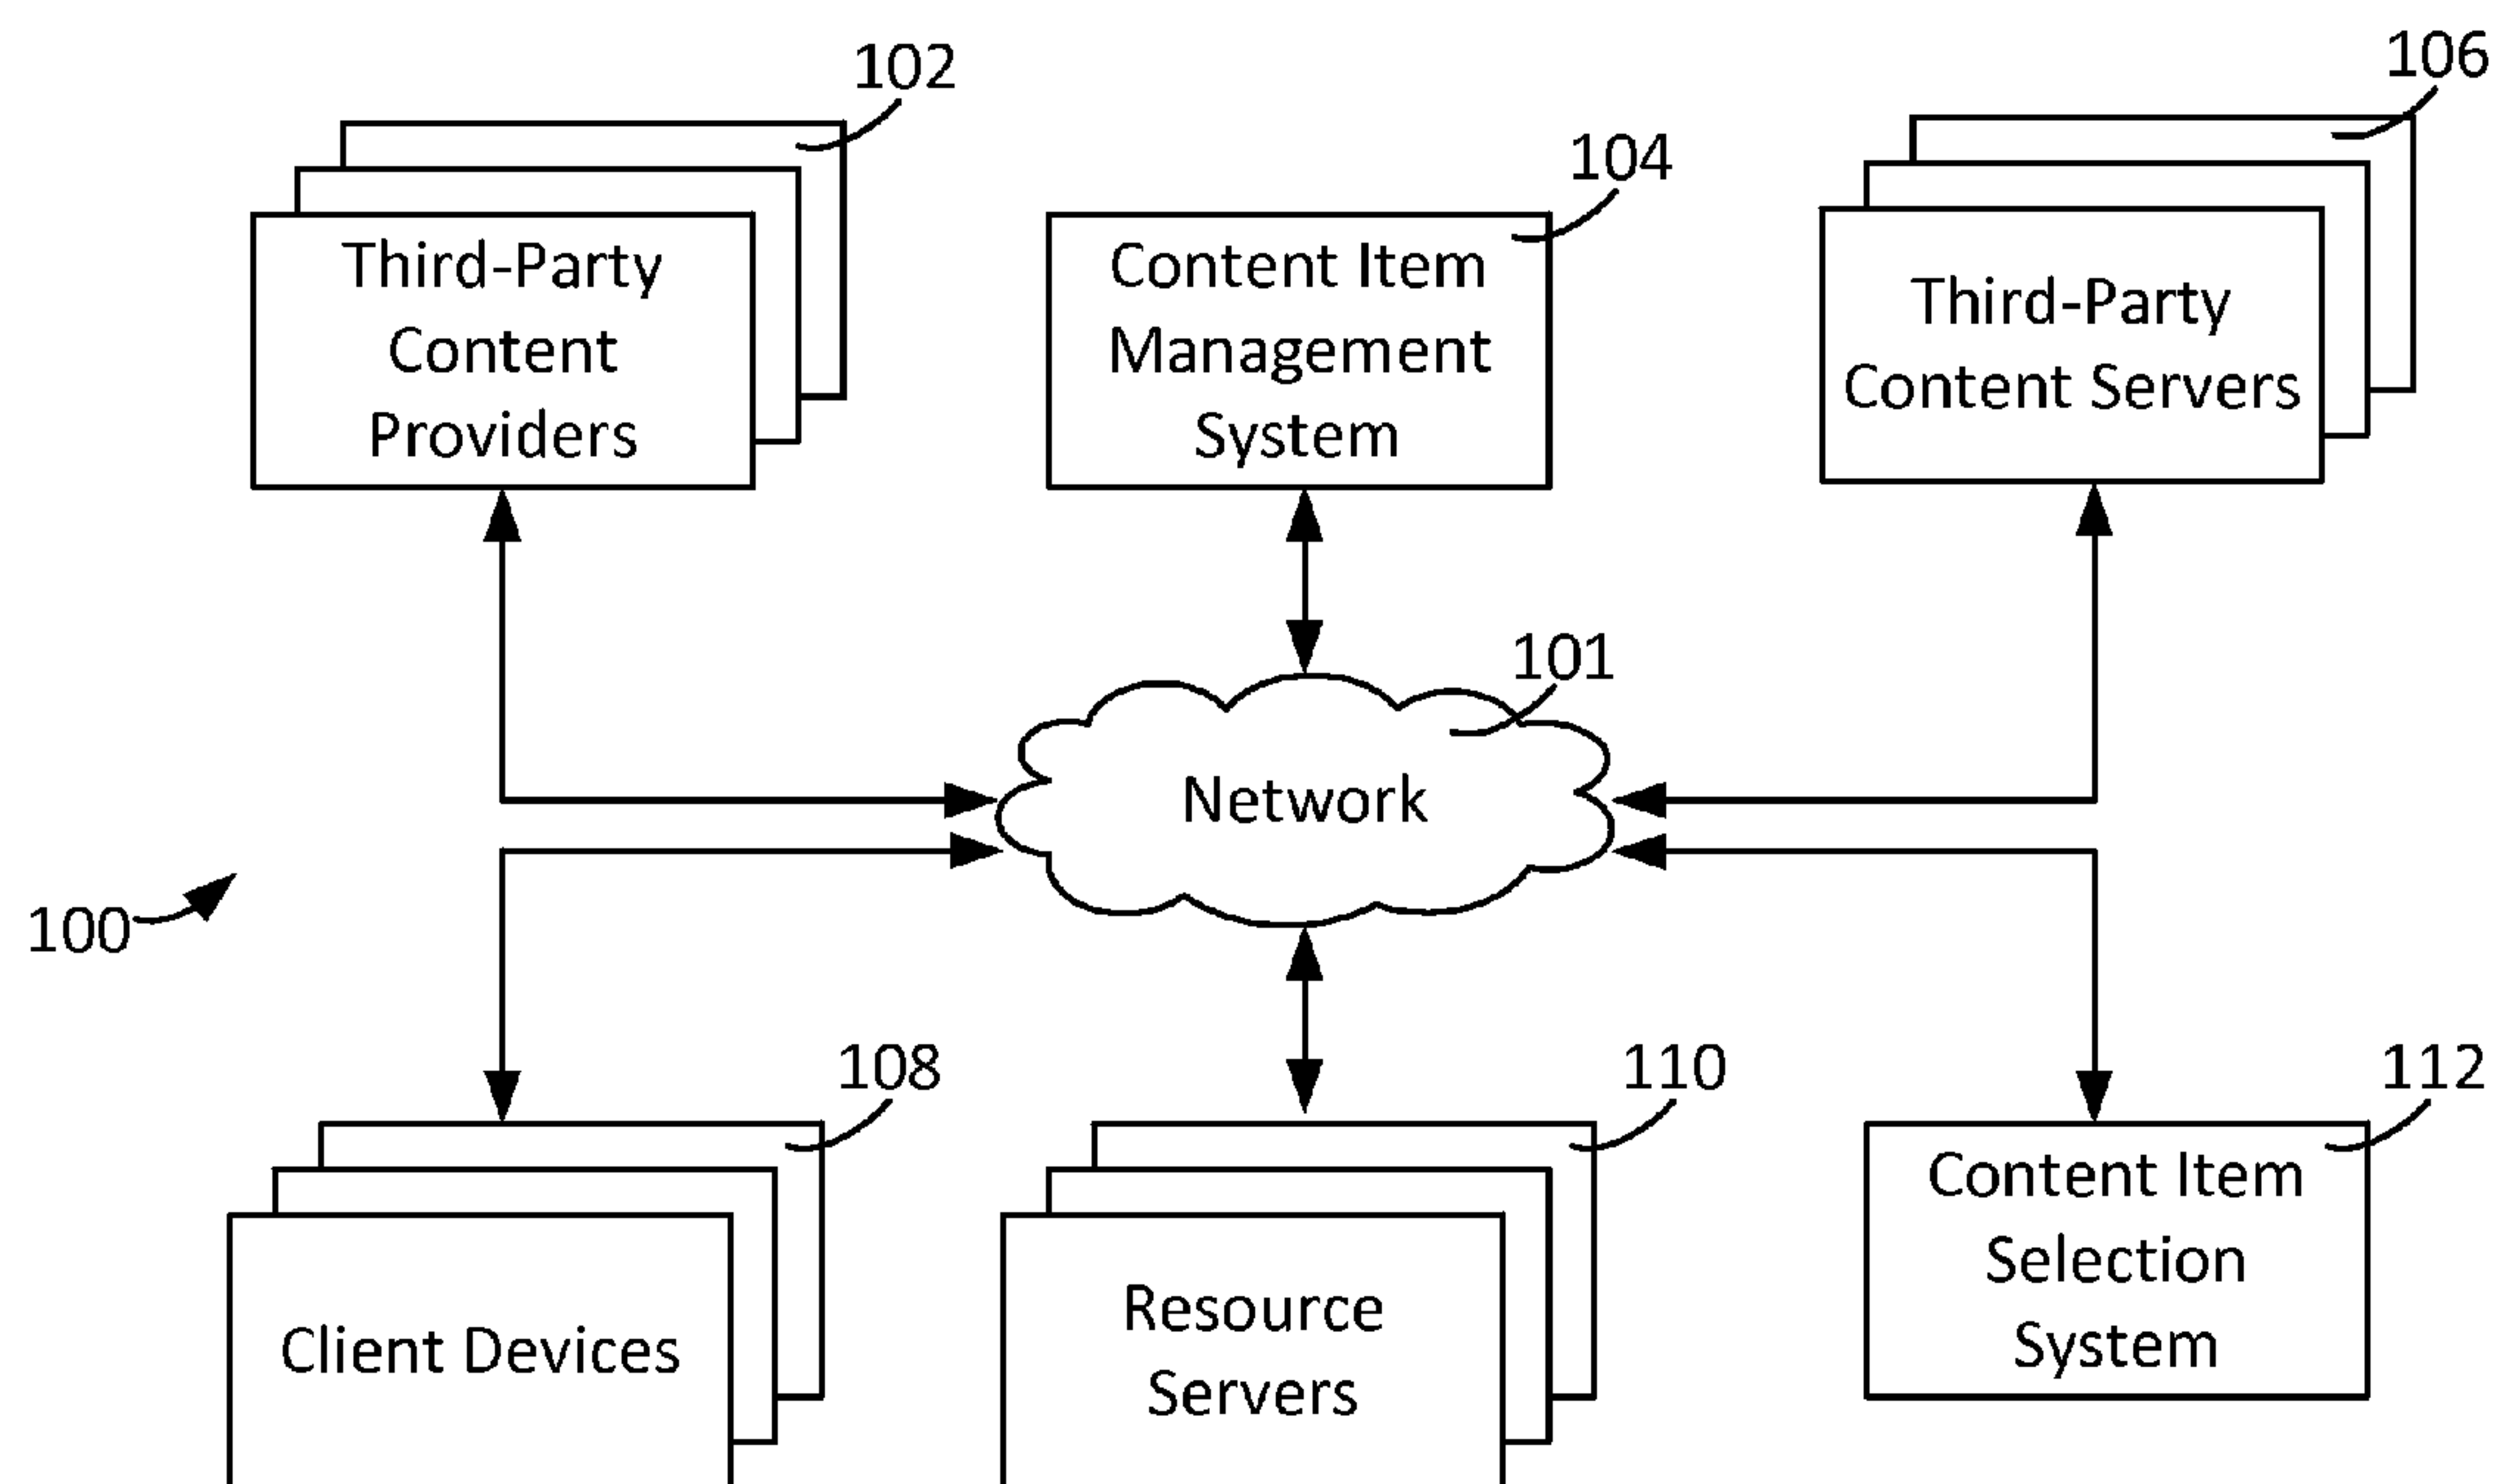 102
106
104
Third-Party
Content
Providers
Content Item
Management
System
Third-Party
Content Servers
101
Network
100
108
110
112
Client Devices
Resource
Servers
Content Item
Selection
System